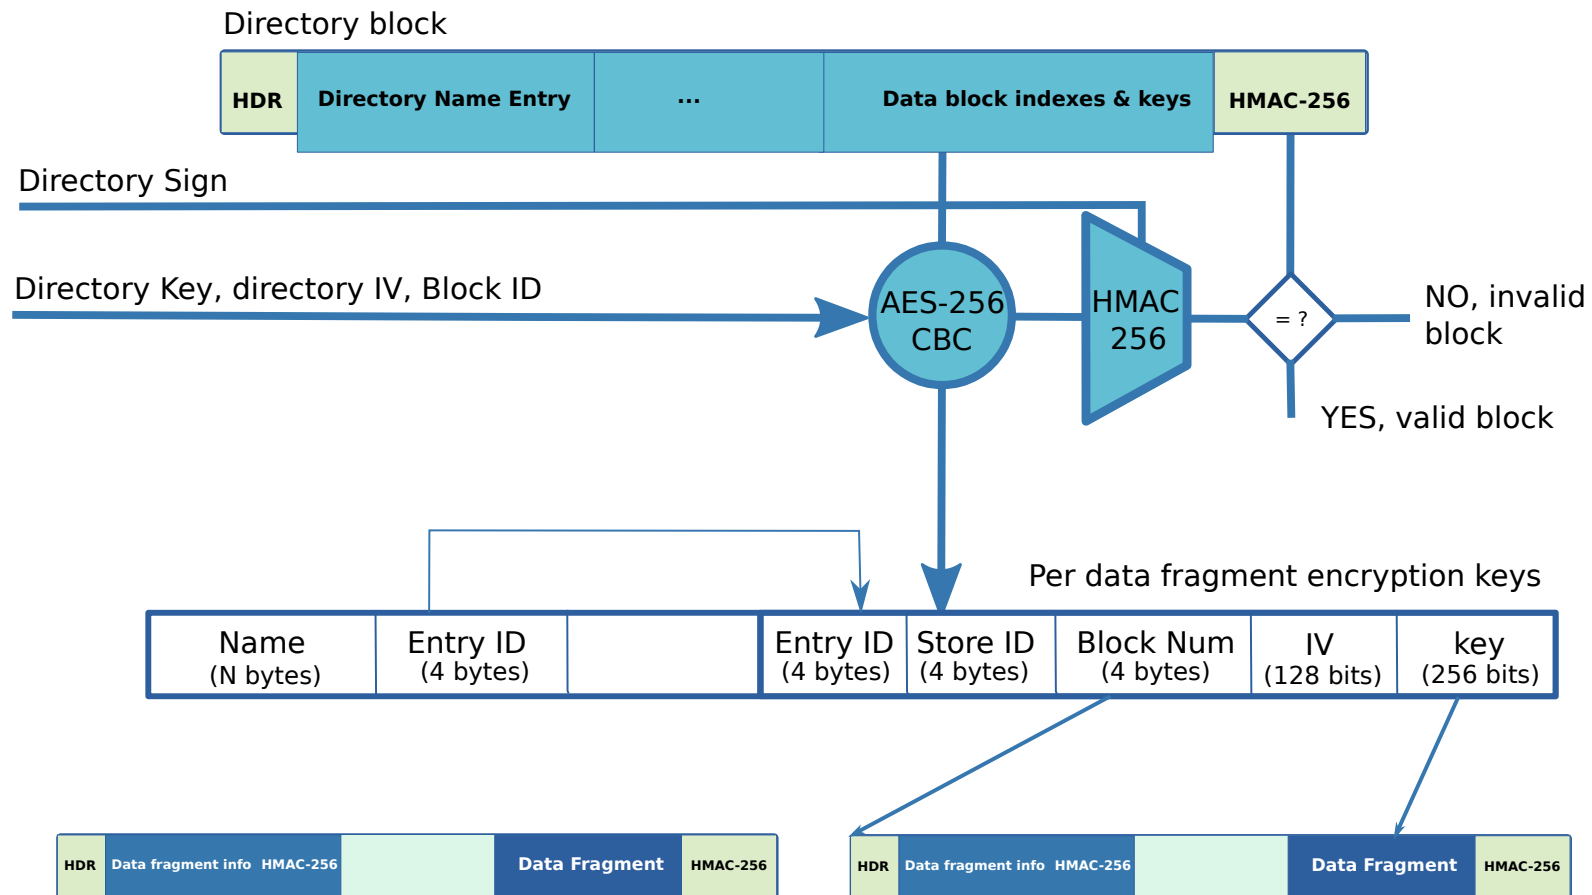 Directory block
HDR
Directory Name Entry
...
Data block indexes & keys
HMAC-256
Directory Sign
Directory Key, directory IV, Block ID
AES-256
CBC
HMAC
256
= ?
NO, invalid
block
YES, valid block
Per data fragment encryption keys
Name
(N bytes)
Entry ID
(4 bytes)
Entry ID
(4 bytes)
Store ID
(4 bytes)
Block Num
(4 bytes)
IV
(128 bits)
key
(256 bits)
HDR
Data fragment info HMAC-256
Data Fragment
HMAC-256
HDR
Data fragment info HMAC-256
Data Fragment
HMAC-256